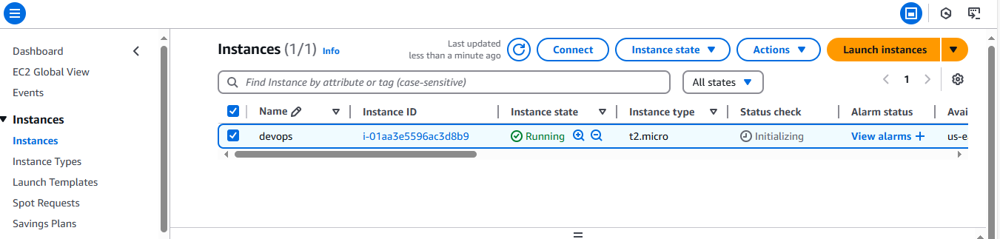 Dashboard
EC2 Global View
Events
Instances
Instances
Instance Types
Launch Templates
Spot Requests
Savings Plans
Instances (1/1) Info
Last updated
less than a minute ago
Connect
Instance state
Actions
Launch instances
Find Instance by attribute or tag (case-sensitive)
All states
1
Name Instance ID Instance state Instance type Status check Alarm status Avai
devops i-01aa3e5596ac3d8b9 Running t2.micro Initializing View alarms + us-e